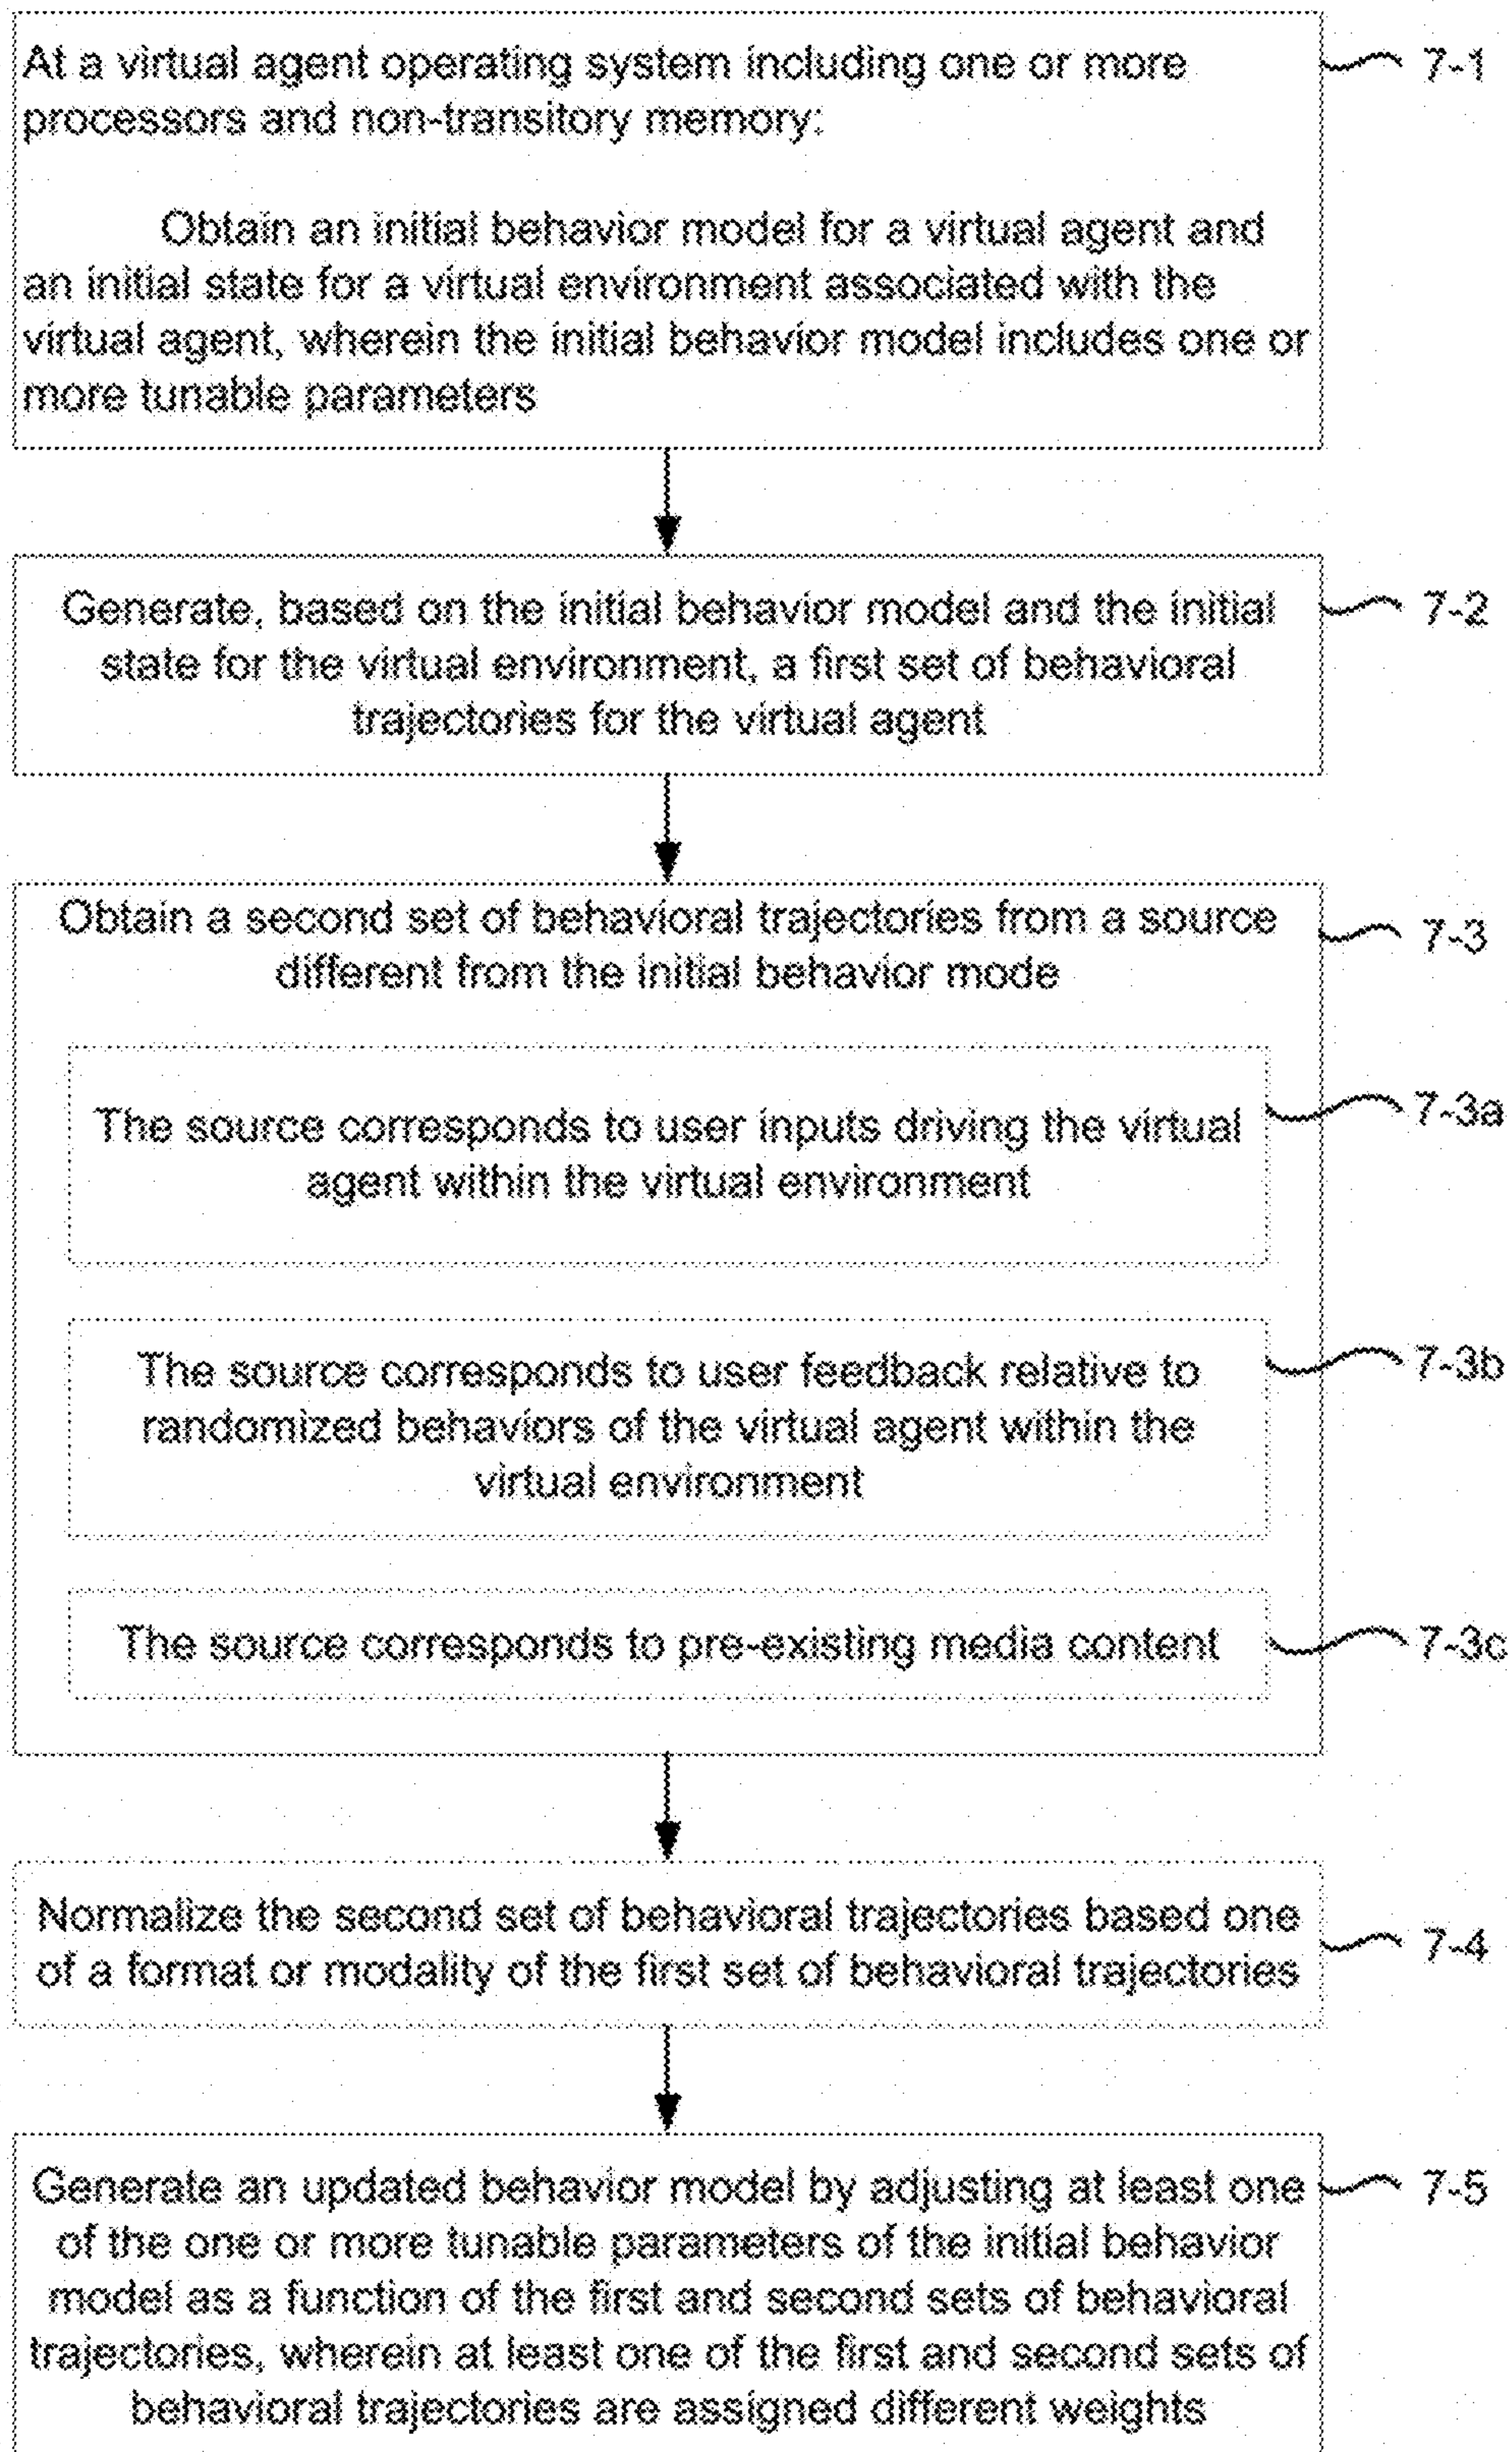 At a virtual agent operating system including one or more
7-1
processors and non-transitory memory:
Obtain an initial behavior model for a virtual agent and
an initial state for a virtual environment associated with the
virtual agent, wherein the initial behavior model includes one or
more tunable parameters
Generate, based on the initial behavior model and the initial
7-2
state for the virtual environment, a first set of behavioral
trajectories for the virtual agent
Obtain a second set of behavioral trajectories from a source
7-3
different from the initial behavior mode
The source corresponds to user inputs driving the virtual
7-3a
agent within the virtual environment
The source corresponds to user feedback relative to
7-3b
randomized behaviors of the virtual agent within the
virtual environment
The source corresponds to pre-existing media content
7-3c
Normalize the second set of behavioral trajectories based one
7-4
of a format or modality of the first set of behavioral trajectories
Generate an updated behavior model by adjusting at least one
7-5
of the one or more tunable parameters of the initial behavior
model as a function of the first and second sets of behavioral
trajectories, wherein at least one of the first and second sets of
behavioral trajectories are assigned different weights